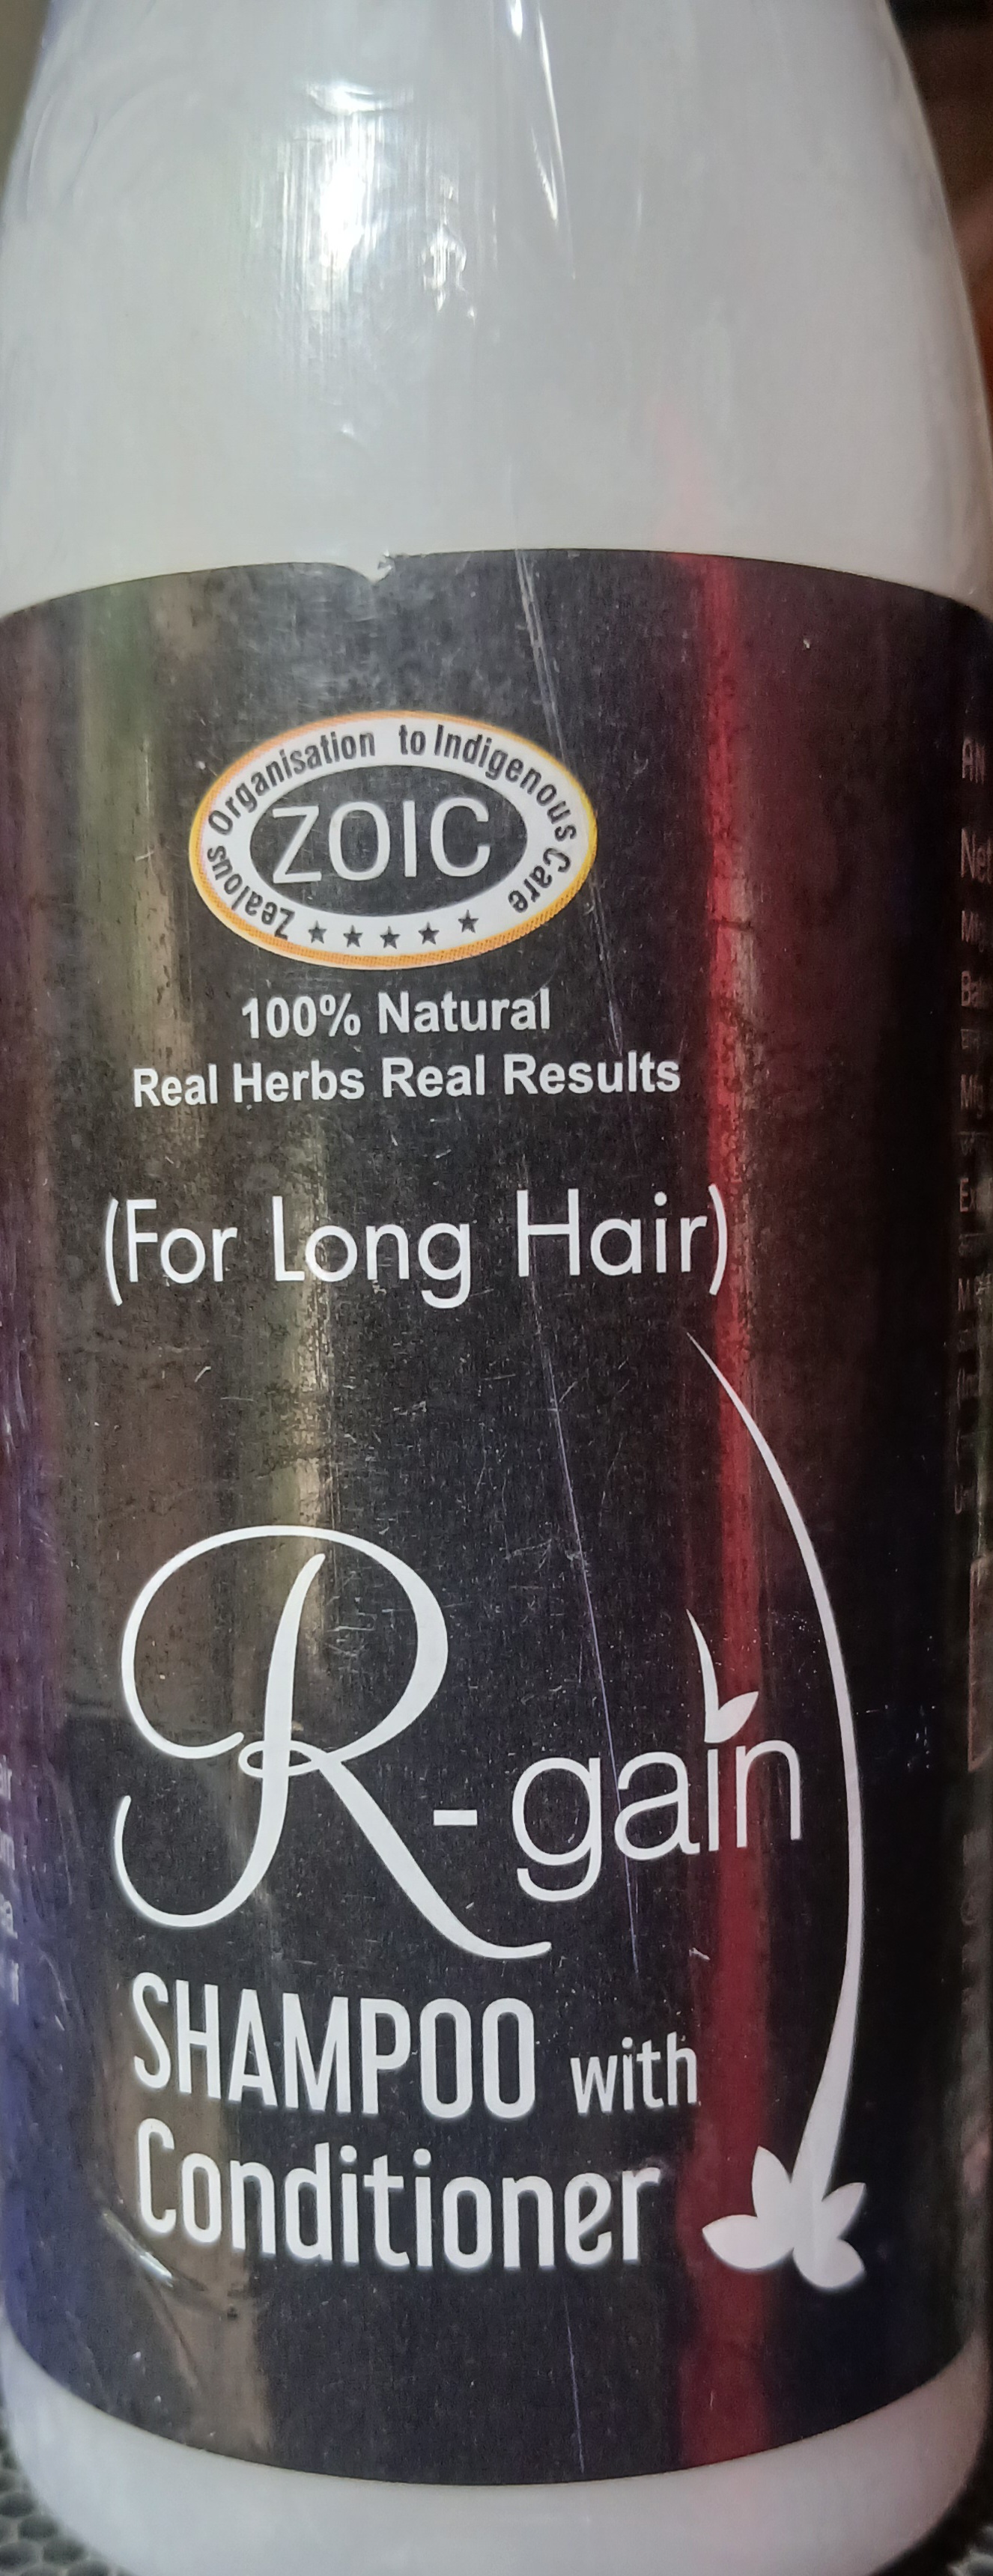 Zealous Organisation to Indigenous Care
ZOIC
100% Natural
Real Herbs Real Results
(For Long Hair)
R-gain
SHAMPOO with
Conditioner